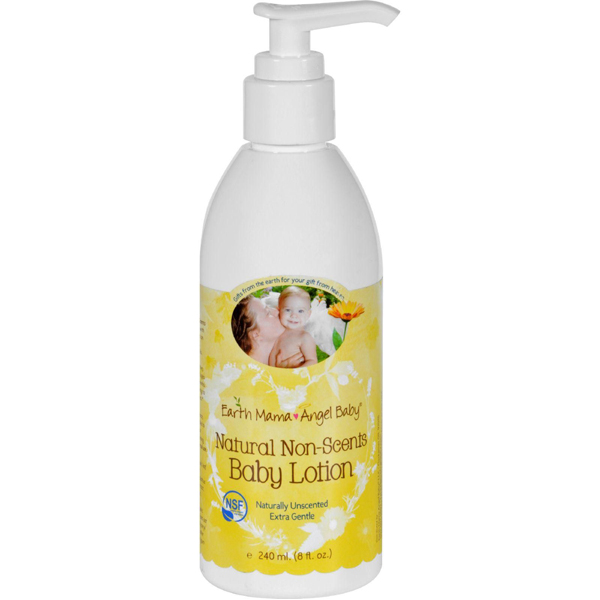 Gifts from the earth for your gift from heaven
Earth Mama Angel Baby®
Natural Non-Scents
Baby Lotion
NSF
Naturally Unscented
Extra Gentle
e 240 ml. (8 fl. oz.)